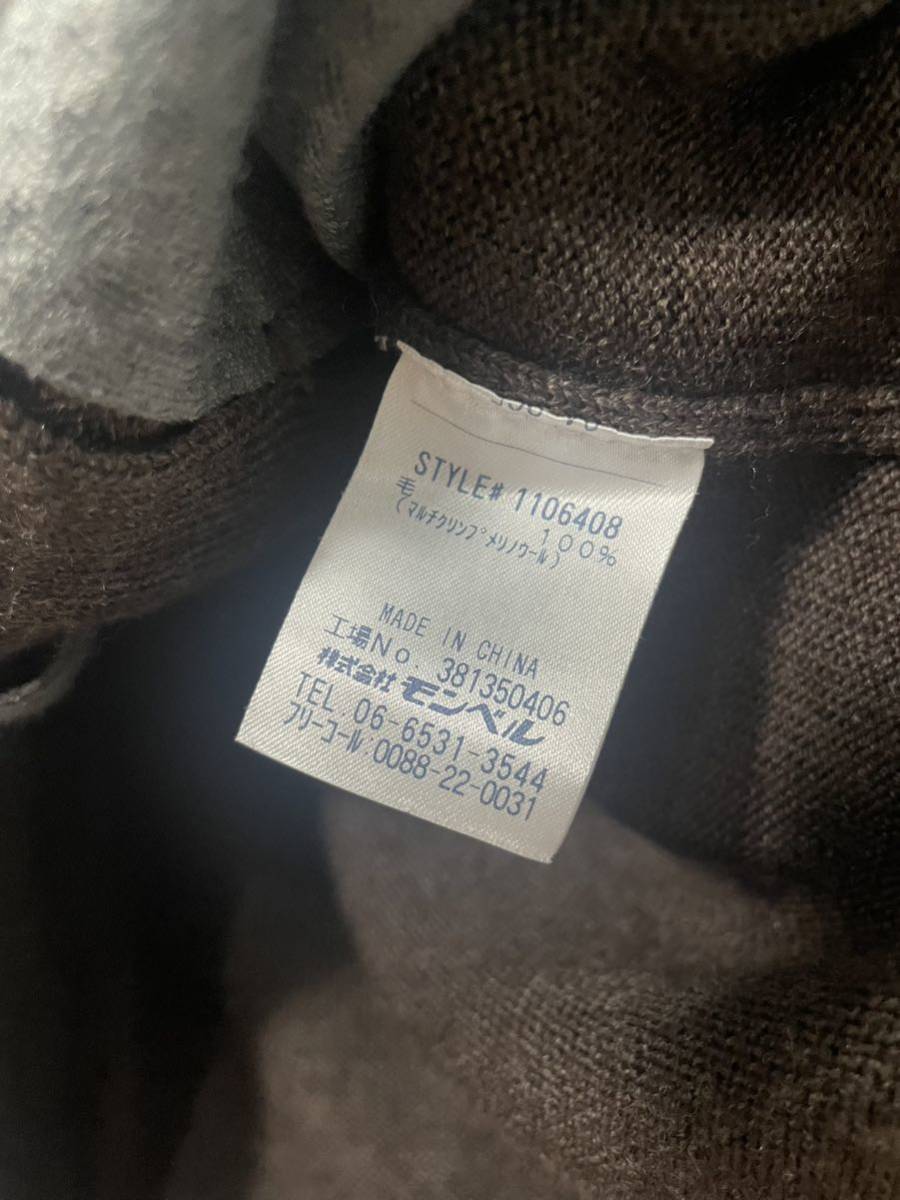 STYLE# 1106408
毛 100%
(マルチクリンプメリノウール)
MADE IN CHINA
工場No. 381350406
株式会社モンベル
TEL 06-6531-3544
フリーコール:0088-22-0031